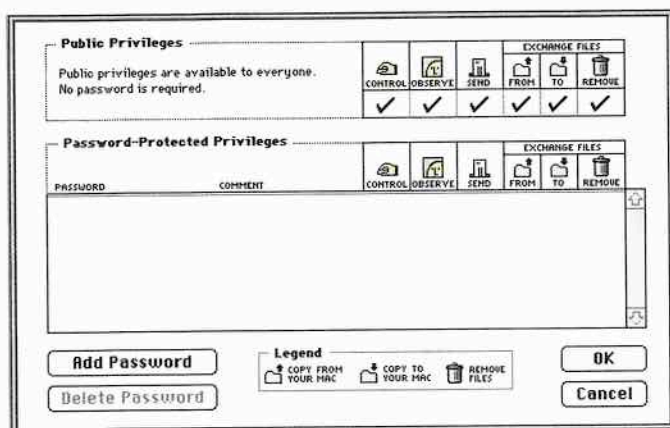 Public Privileges
Public privileges are available to everyone.
No password is required.
EXCHANGE FILES
CONTROL OBSERVE SEND FROM TO REMOVE
Password-Protected Privileges
EXCHANGE FILES
PASSWORD COMMENT CONTROL OBSERVE SEND FROM TO REMOVE
Add Password
Delete Password
Legend
COPY FROM
YOUR MAC
COPY TO
YOUR MAC
REMOVE
FILES
OK
Cancel